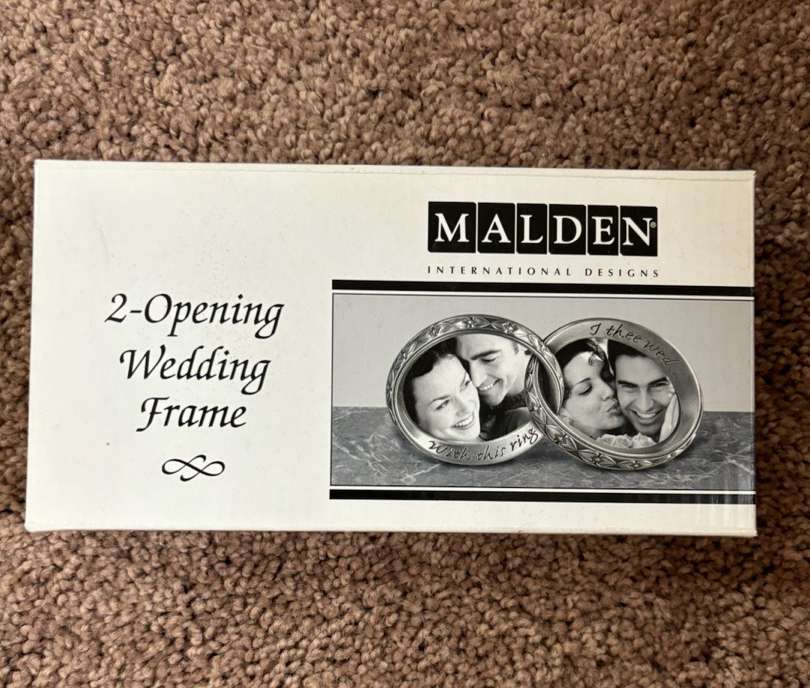 MALDEN®
INTERNATIONAL DESIGNS
2-Opening
Wedding
Frame
With this ring
I thee wed